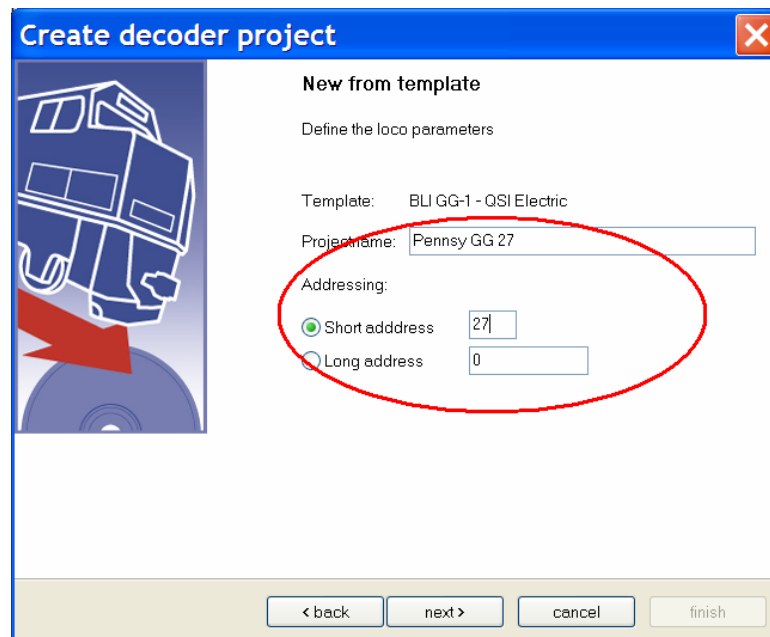 Create decoder project
New from template
Define the loco parameters
Template: BLI GG-1 - QSI Electric
Projectname: Pennsy GG 27
Addressing:
Short adddress 27
Long address 0
< back next > cancel finish